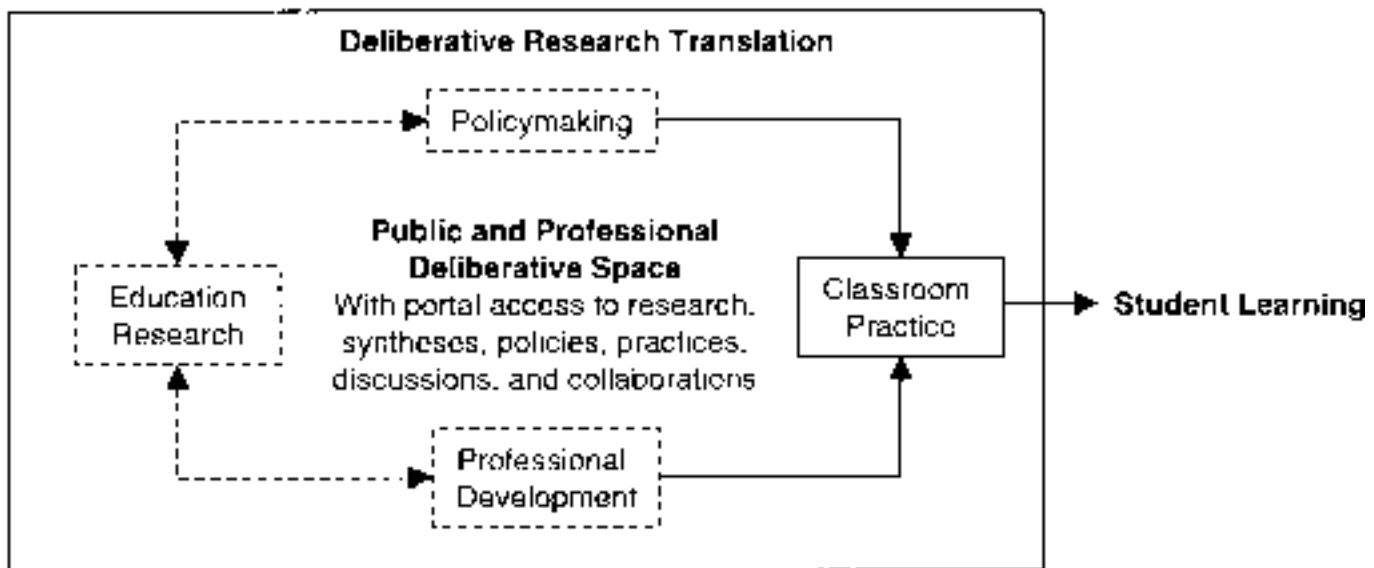 Deliberative Research Translation
Policymaking
Public and Professional
Deliberative Space
With portal access to research,
syntheses, policies, practices,
discussions, and collaborations
Education
Research
Classroom
Practice
Student Learning
Professional
Development